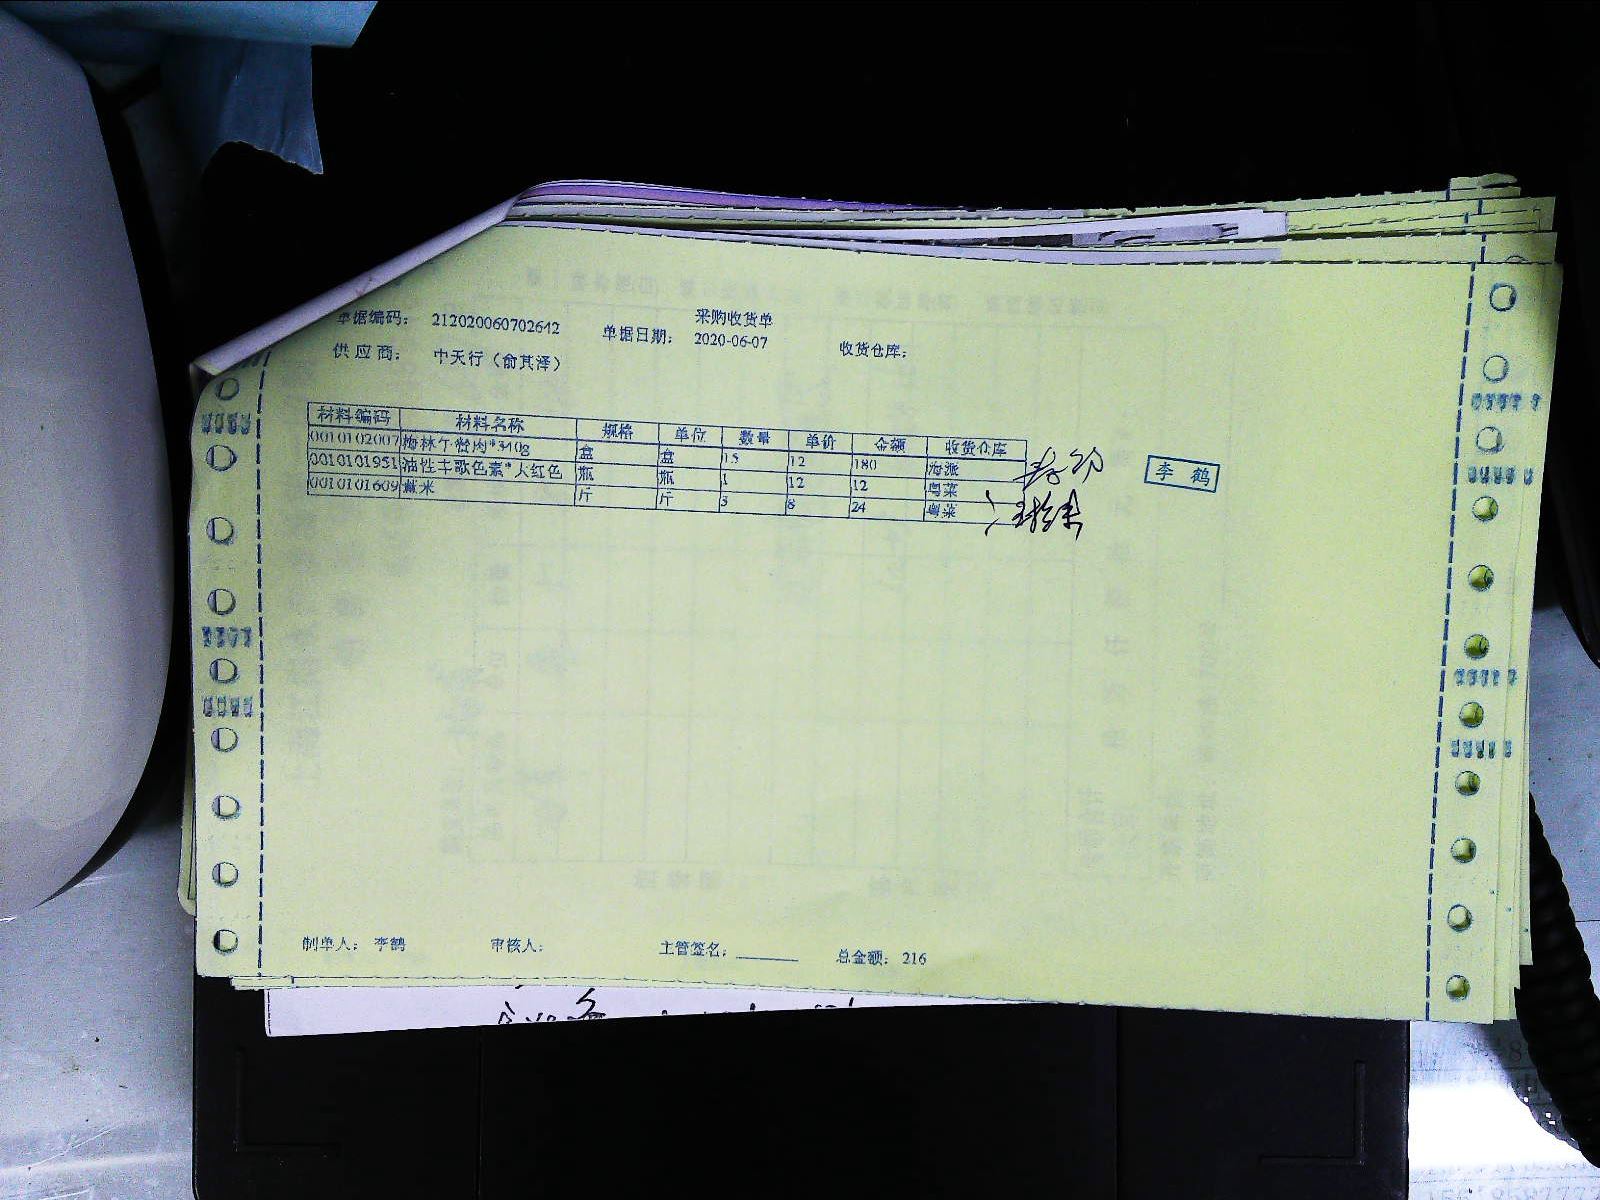 采购收货单
单据编码： 212020060702642 单据日期： 2020-06-07 收货仓库：
供应商： 中天行（俞其泽）
材料编码 材料名称 规格 单位 数量 单价 金额 收货仓库
0010102007 梅林午餐肉*340g 盒 盒 15 12 180 海派
0010101951 油性牛歌色素*大红色 瓶 瓶 1 12 12 粤菜
0010101609 糯米 斤 斤 3 8 24 粤菜
李鹤
制单人： 李鹤 审核人： 主管签名： 总金额： 216